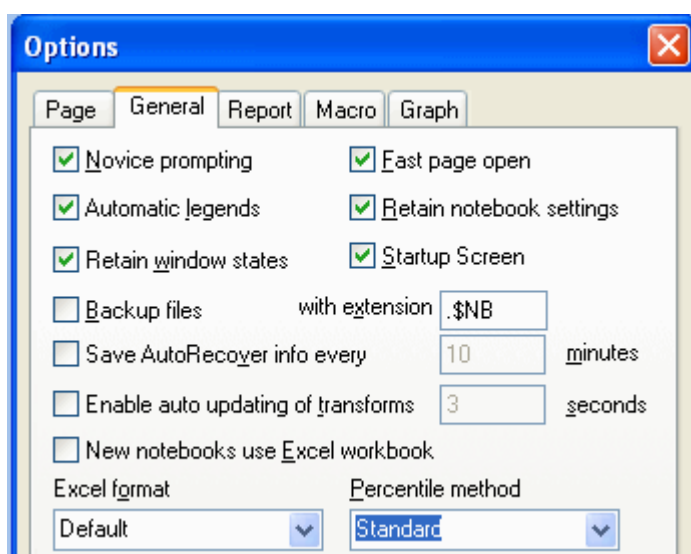 Options
Page General Report Macro Graph
Novice prompting Fast page open
Automatic legends Retain notebook settings
Retain window states Startup Screen
Backup files with extension .$NB
Save AutoRecover info every 10 minutes
Enable auto updating of transforms 3 seconds
New notebooks use Excel workbook
Excel format Percentile method
Default Standard